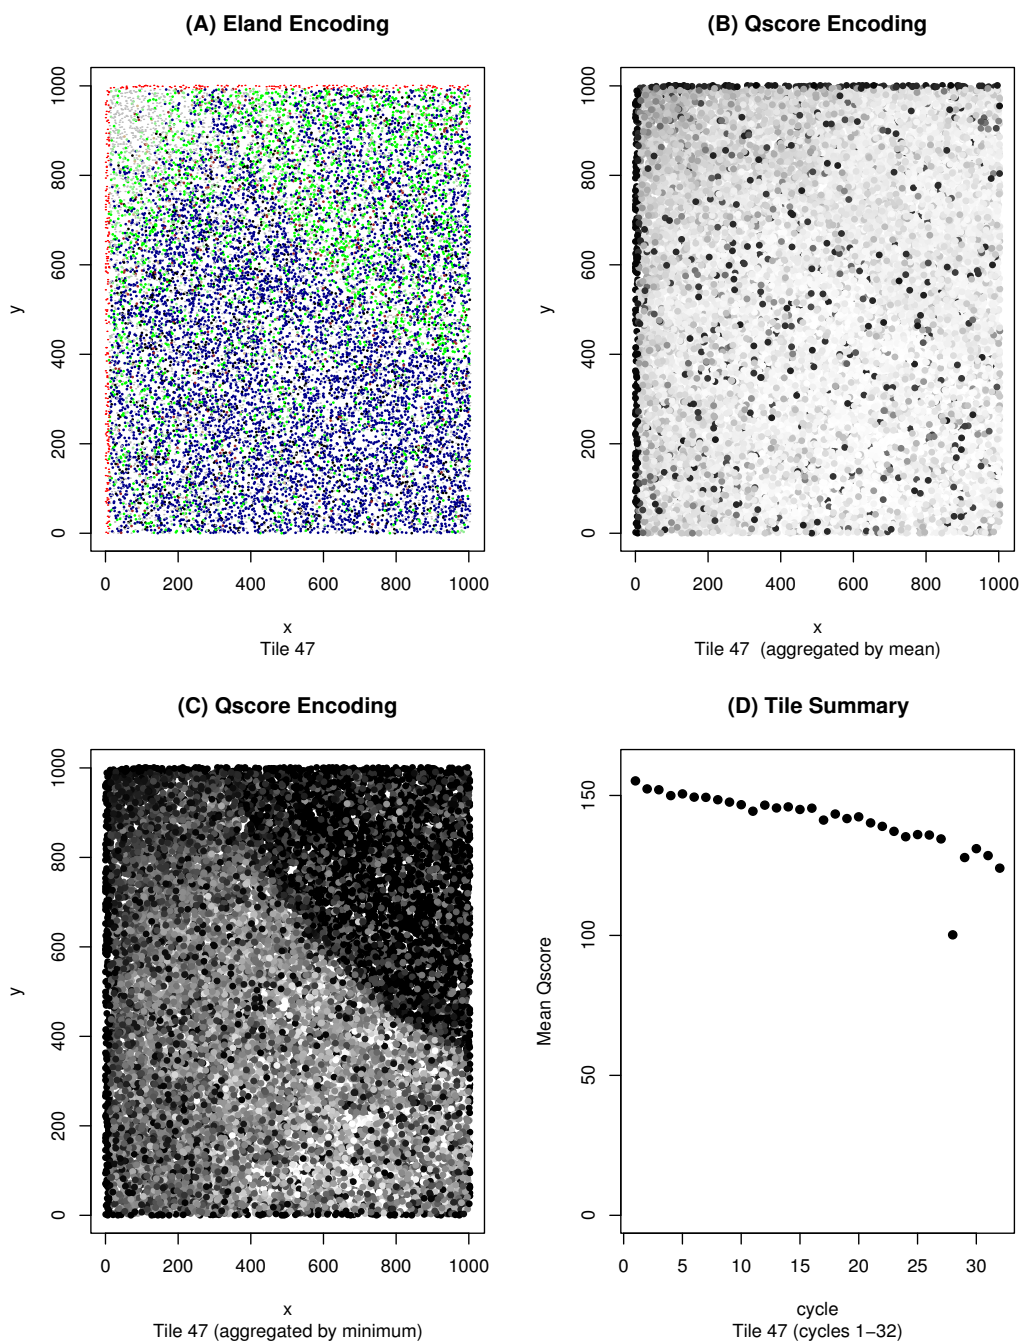 (A) Eland Encoding
y
0
200
400
600
800
1000
0 200 400 600 800 1000
x
Tile 47
(B) Qscore Encoding
y
0
200
400
600
800
1000
0 200 400 600 800 1000
x
Tile 47 (aggregated by mean)
(C) Qscore Encoding
y
0
200
400
600
800
1000
0 200 400 600 800 1000
x
Tile 47 (aggregated by minimum)
(D) Tile Summary
Mean Qscore
0
50
100
150
0 5 10 15 20 25 30
cycle
Tile 47 (cycles 1−32)